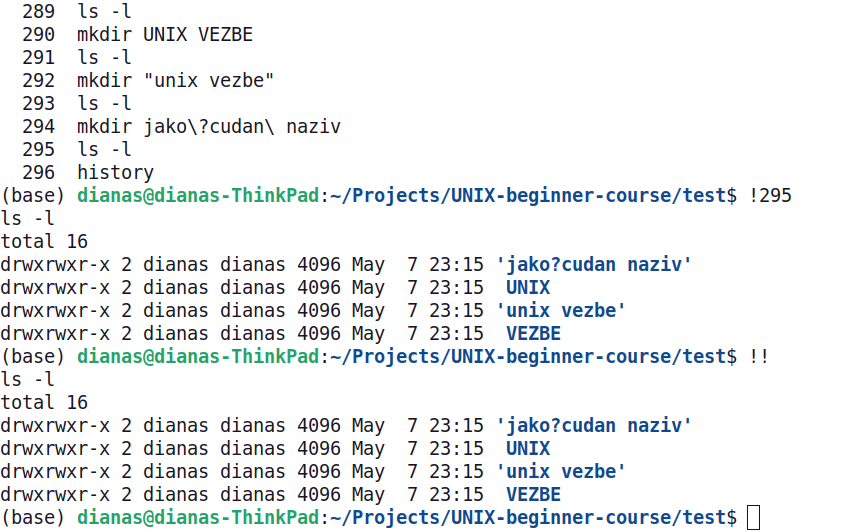 289  ls -l
290  mkdir UNIX VEZBE
291  ls -l
292  mkdir "unix vezbe"
293  ls -l
294  mkdir jako\?cudan\ naziv
295  ls -l
296  history
(base) dianas@dianas-ThinkPad:~/Projects/UNIX-beginner-course/test$ !295
ls -l
total 16
drwxrwxr-x 2 dianas dianas 4096 May  7 23:15 'jako?cudan naziv'
drwxrwxr-x 2 dianas dianas 4096 May  7 23:15  UNIX
drwxrwxr-x 2 dianas dianas 4096 May  7 23:15 'unix vezbe'
drwxrwxr-x 2 dianas dianas 4096 May  7 23:15  VEZBE
(base) dianas@dianas-ThinkPad:~/Projects/UNIX-beginner-course/test$ !!
ls -l
total 16
drwxrwxr-x 2 dianas dianas 4096 May  7 23:15 'jako?cudan naziv'
drwxrwxr-x 2 dianas dianas 4096 May  7 23:15  UNIX
drwxrwxr-x 2 dianas dianas 4096 May  7 23:15 'unix vezbe'
drwxrwxr-x 2 dianas dianas 4096 May  7 23:15  VEZBE
(base) dianas@dianas-ThinkPad:~/Projects/UNIX-beginner-course/test$